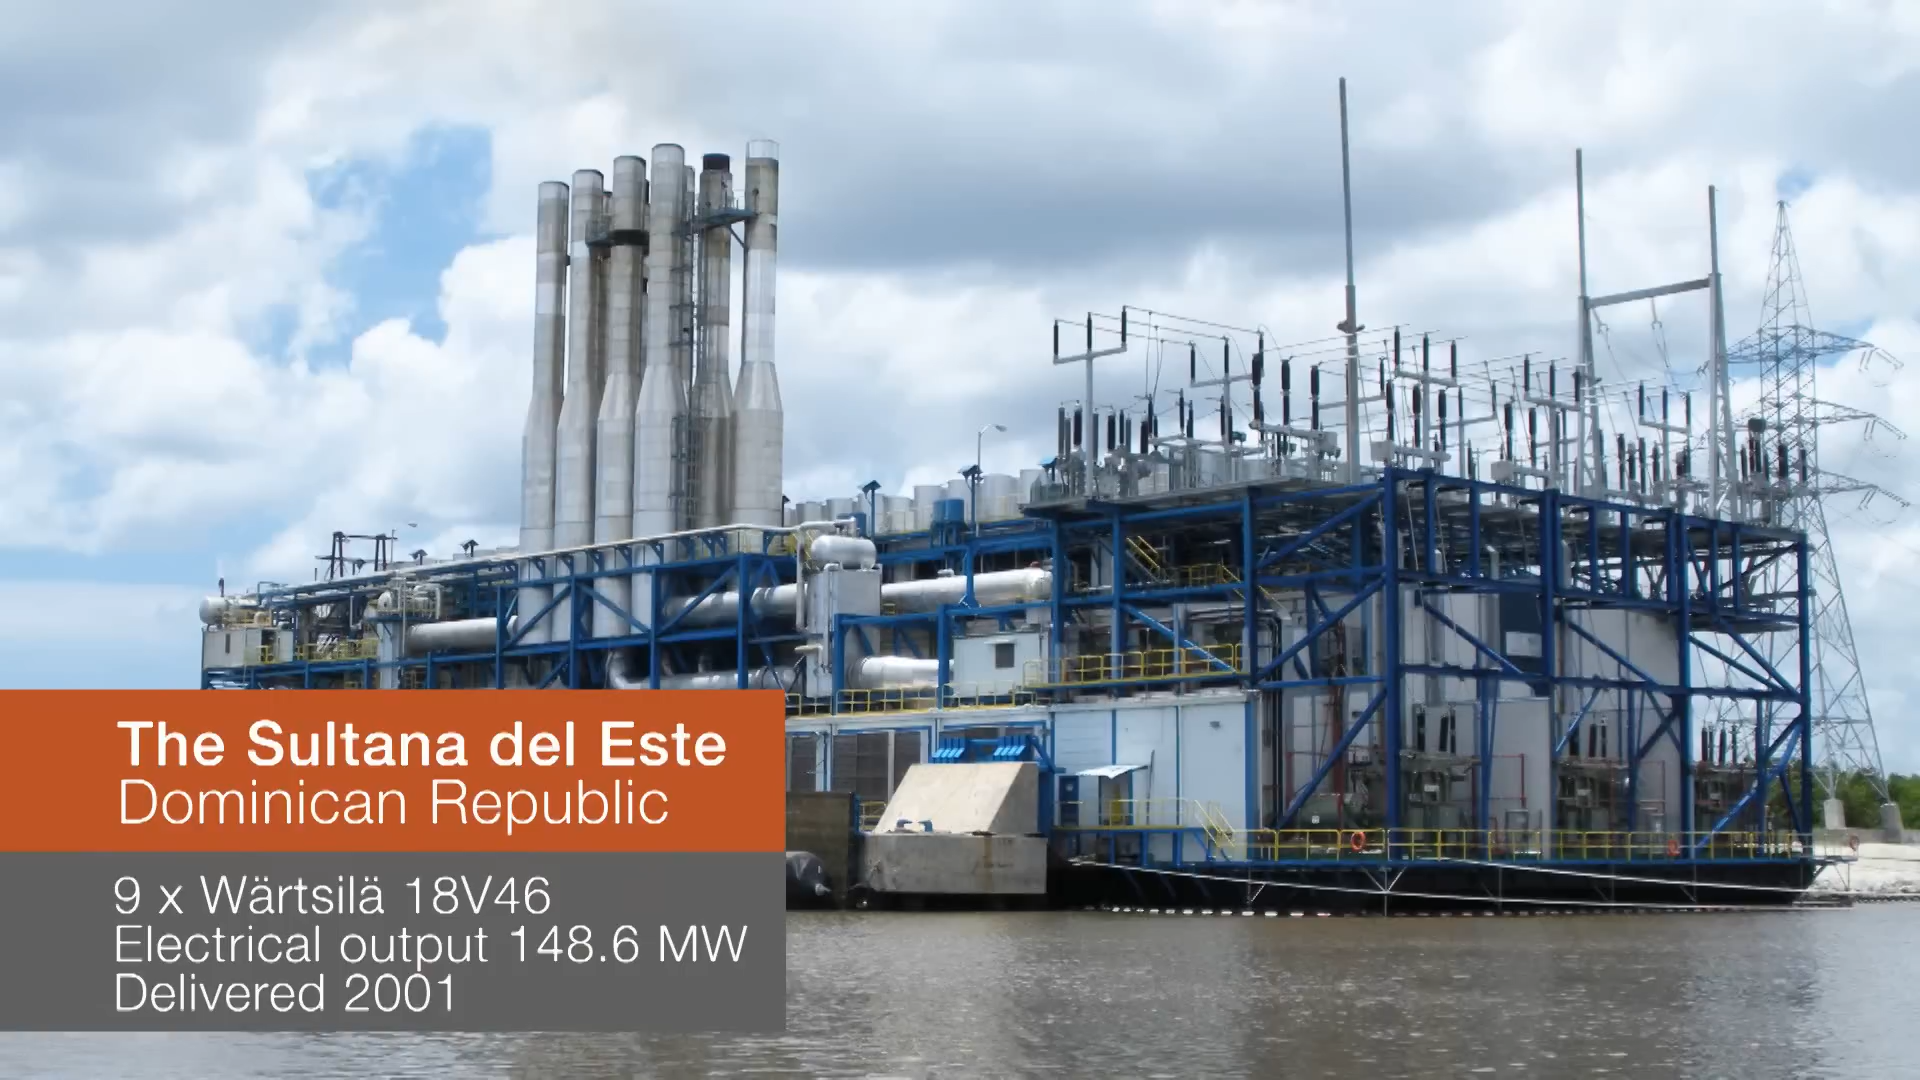 The Sultana del Este
Dominican Republic
9 x Wärtsilä 18V46
Electrical output 148.6 MW
Delivered 2001